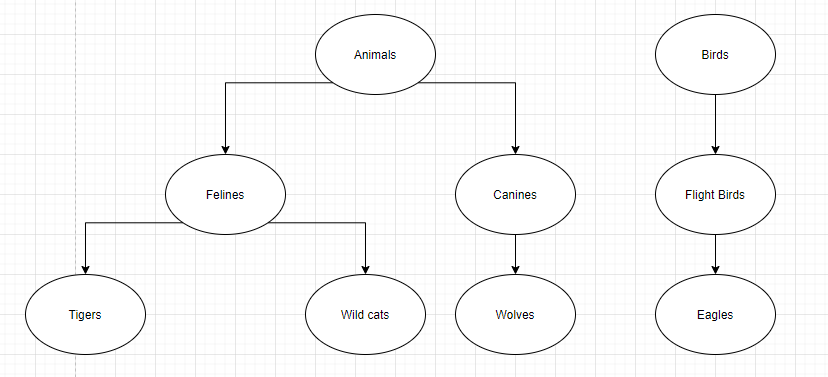 Animals
Birds
Felines
Canines
Flight Birds
Tigers
Wild cats
Wolves
Eagles